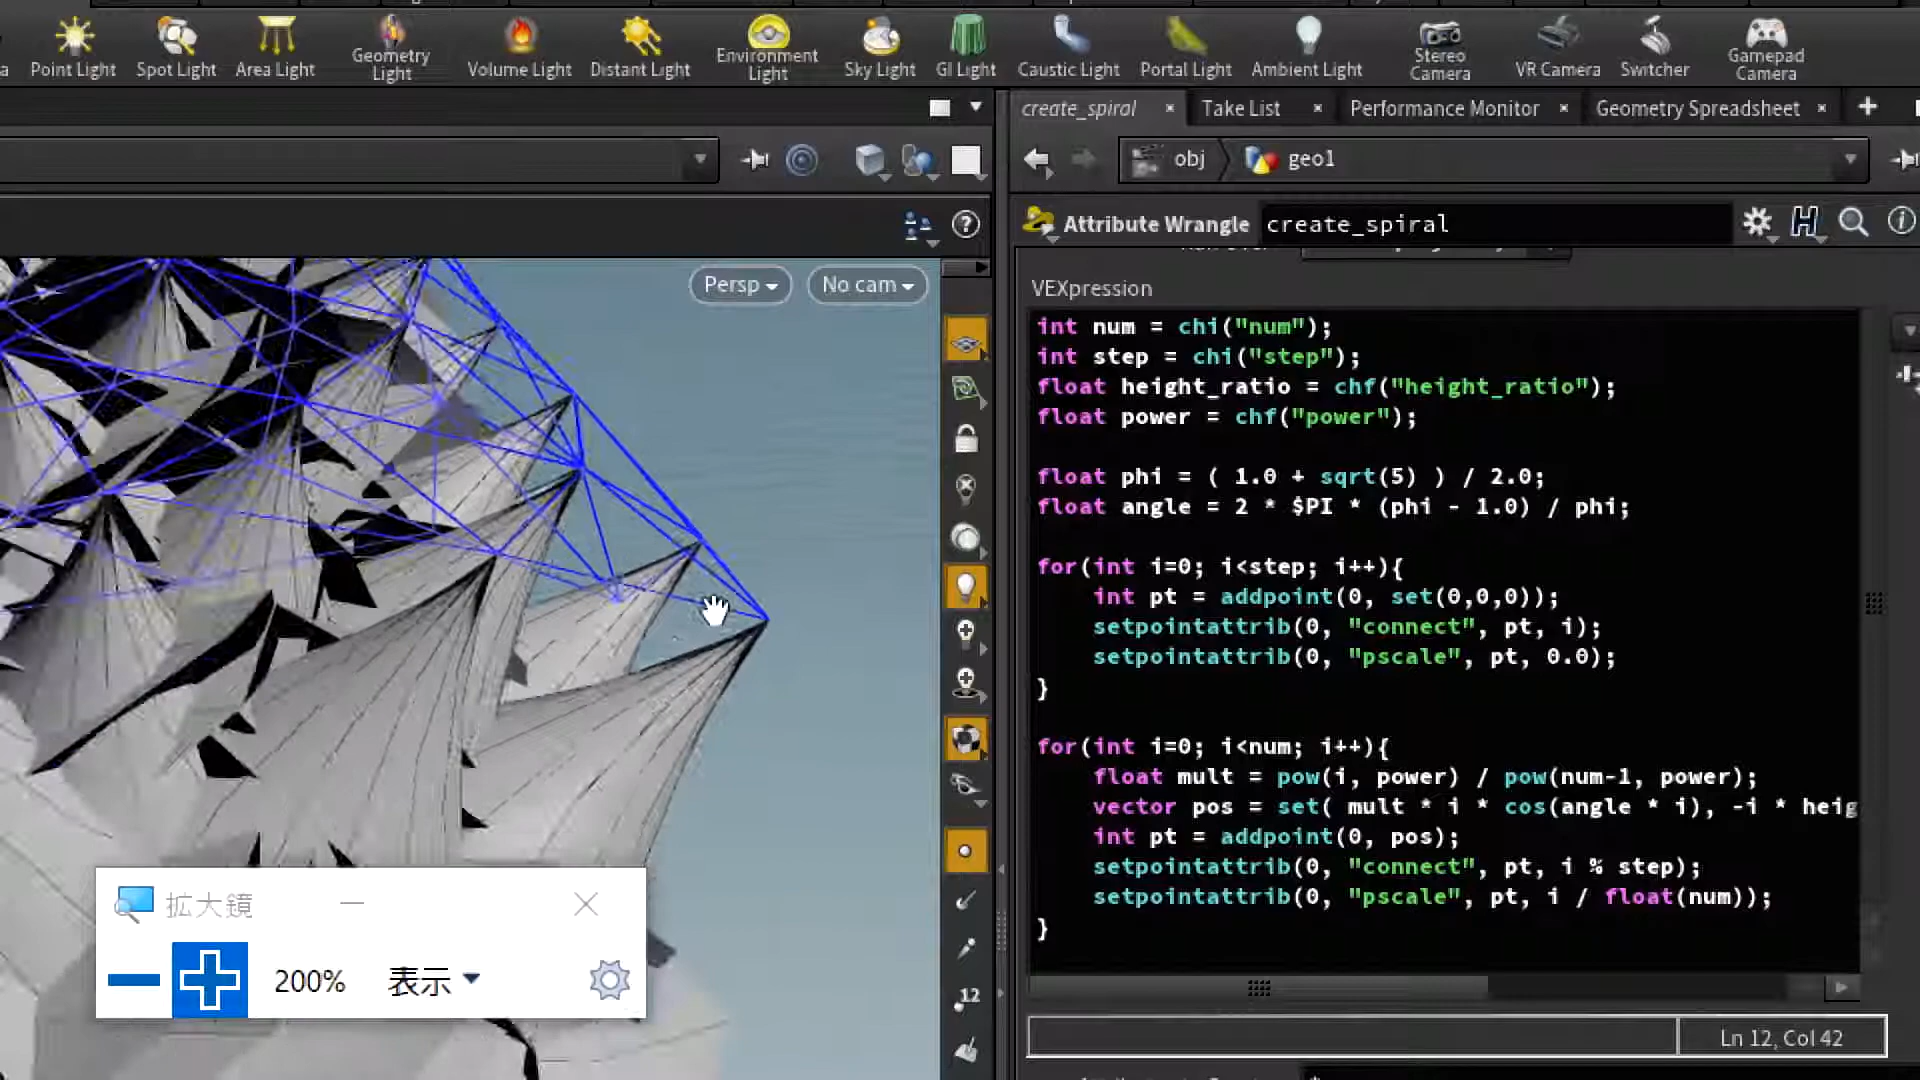 Point Light
Spot Light
Area Light
Geometry Light
Volume Light
Distant Light
Environment Light
Sky Light
GI Light
Caustic Light
Portal Light
Ambient Light
Stereo Camera
VR Camera
Switcher
Gamepad Camera
create_spiral
Take List
Performance Monitor
Geometry Spreadsheet
obj
geo1
Attribute Wrangle
create_spiral
Persp
No cam
VEXpression
int num = chi("num");
int step = chi("step");
float height_ratio = chf("height_ratio");
float power = chf("power");
float phi = ( 1.0 + sqrt(5) ) / 2.0;
float angle = 2 * $PI * (phi - 1.0) / phi;
for(int i=0; i<step; i++){
int pt = addpoint(0, set(0,0,0));
setpointattrib(0, "connect", pt, i);
setpointattrib(0, "pscale", pt, 0.0);
}
for(int i=0; i<num; i++){
float mult = pow(i, power) / pow(num-1, power);
vector pos = set( mult * i * cos(angle * i), -i * heig
int pt = addpoint(0, pos);
setpointattrib(0, "connect", pt, i % step);
setpointattrib(0, "pscale", pt, i / float(num));
}
拡大鏡
200%
表示
12
Ln 12, Col 42